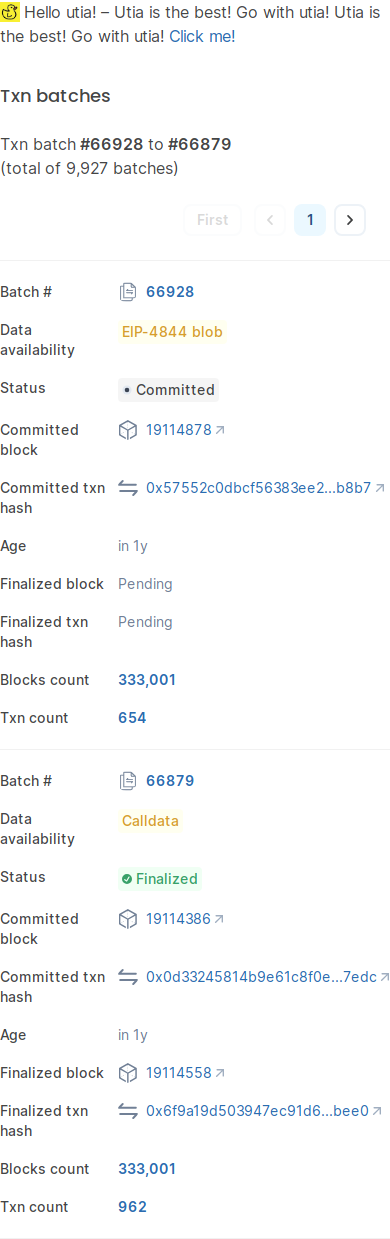 Hello utia! – Utia is the best! Go with utia! Utia is
the best! Go with utia! Click me!
Txn batches
Txn batch #66928 to #66879
(total of 9,927 batches)
First
1
Batch # 66928
Data
availability
EIP-4844 blob
Status Committed
Committed
block
19114878
Committed txn
hash
0x57552c0dbcf56383ee2...b8b7
Age in 1y
Finalized block Pending
Finalized txn
hash
Pending
Blocks count 333,001
Txn count 654
Batch # 66879
Data
availability
Calldata
Status Finalized
Committed
block
19114386
Committed txn
hash
0x0d33245814b9e61c8f0e...7edc
Age in 1y
Finalized block 19114558
Finalized txn
hash
0x6f9a19d503947ec91d6...bee0
Blocks count 333,001
Txn count 962